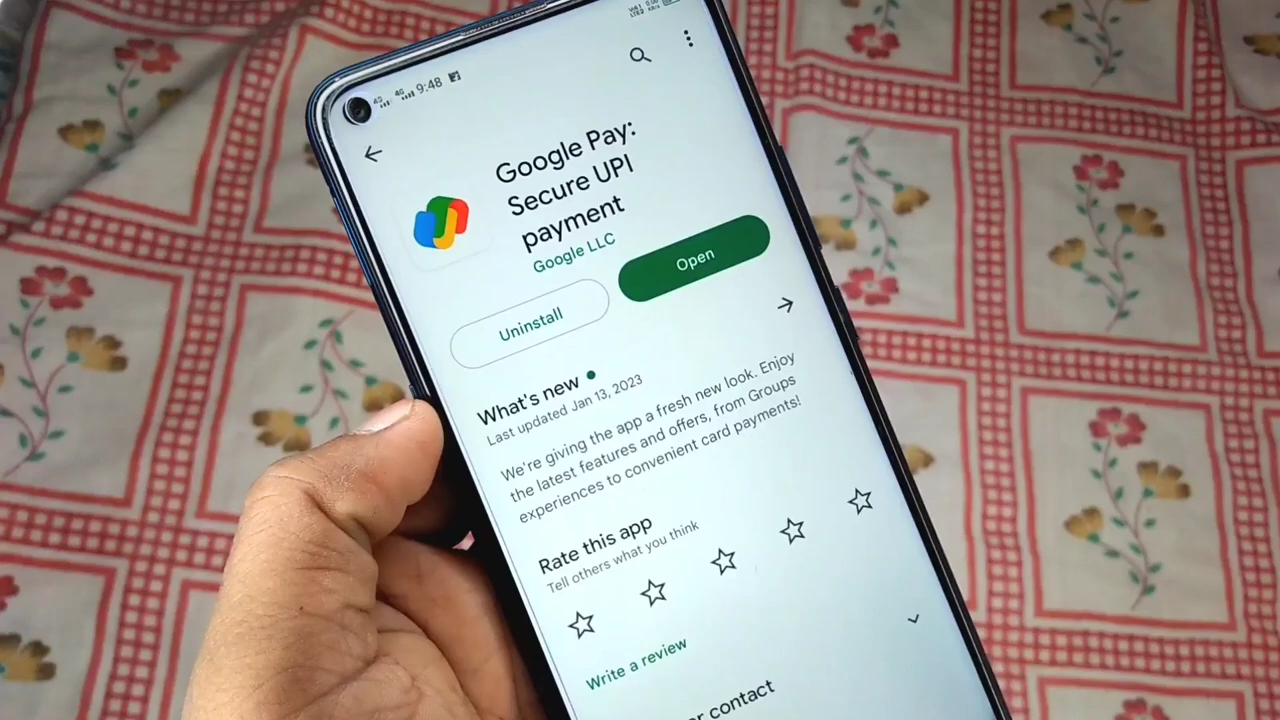 4G 4G 9:48
Google Pay:
Secure UPI
payment
Google LLC
Uninstall
Open
What's new
Last updated Jan 13, 2023
We're giving the app a fresh new look. Enjoy
the latest features and offers, from Groups
experiences to convenient card payments!
Rate this app
Tell others what you think
Write a review
contact